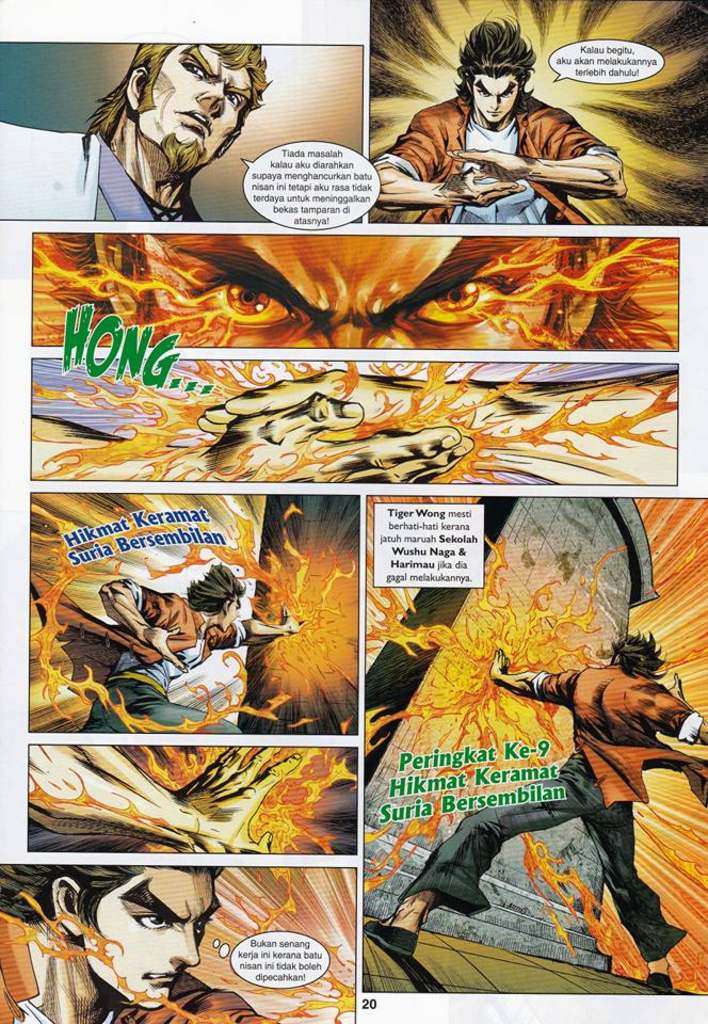 Tiada masalah
kalau aku diarahkan
supaya menghancurkan batu
nisan ini tetapi aku rasa tidak
terdaya untuk meninggalkan
bekas tamparan di
atasnya!
Kalau begitu,
aku akan melakukannya
terlebih dahulu!
HONG...
Hikmat Keramat
Suria Bersembilan
Tiger Wong mesti
berhati-hati kerana
jatuh maruah Sekolah
Wushu Naga &
Harimau jika dia
gagal melakukannya.
Peringkat Ke-9
Hikmat Keramat
Suria Bersembilan
Bukan senang
kerja ini kerana batu
nisan ini tidak boleh
dipecahkan!
20